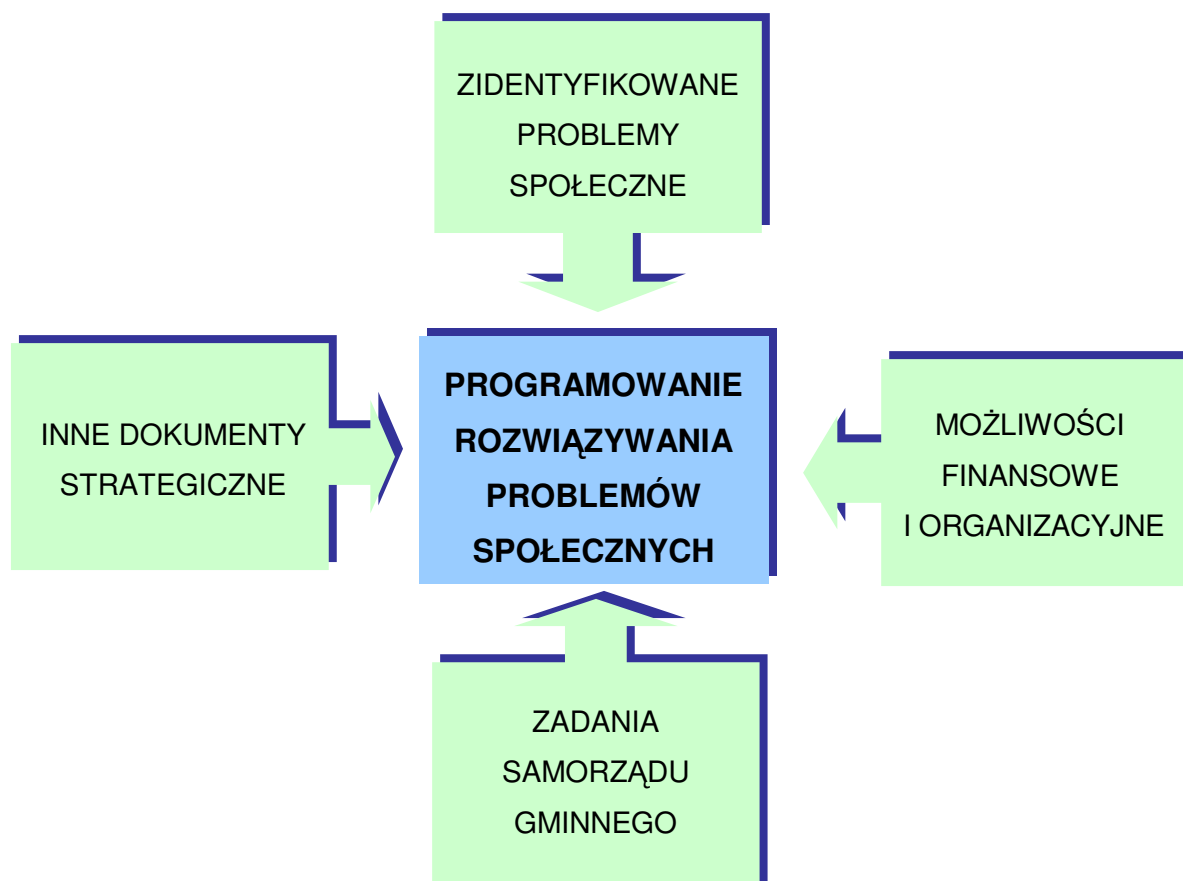 ZIDENTYFIKOWANE
PROBLEMY
SPOŁECZNE
INNE DOKUMENTY
STRATEGICZNE
PROGRAMOWANIE
ROZWIĄZYWANIA
PROBLEMÓW
SPOŁECZNYCH
MOŻLIWOŚCI
FINANSOWE
I ORGANIZACYJNE
ZADANIA
SAMORZĄDU
GMINNEGO